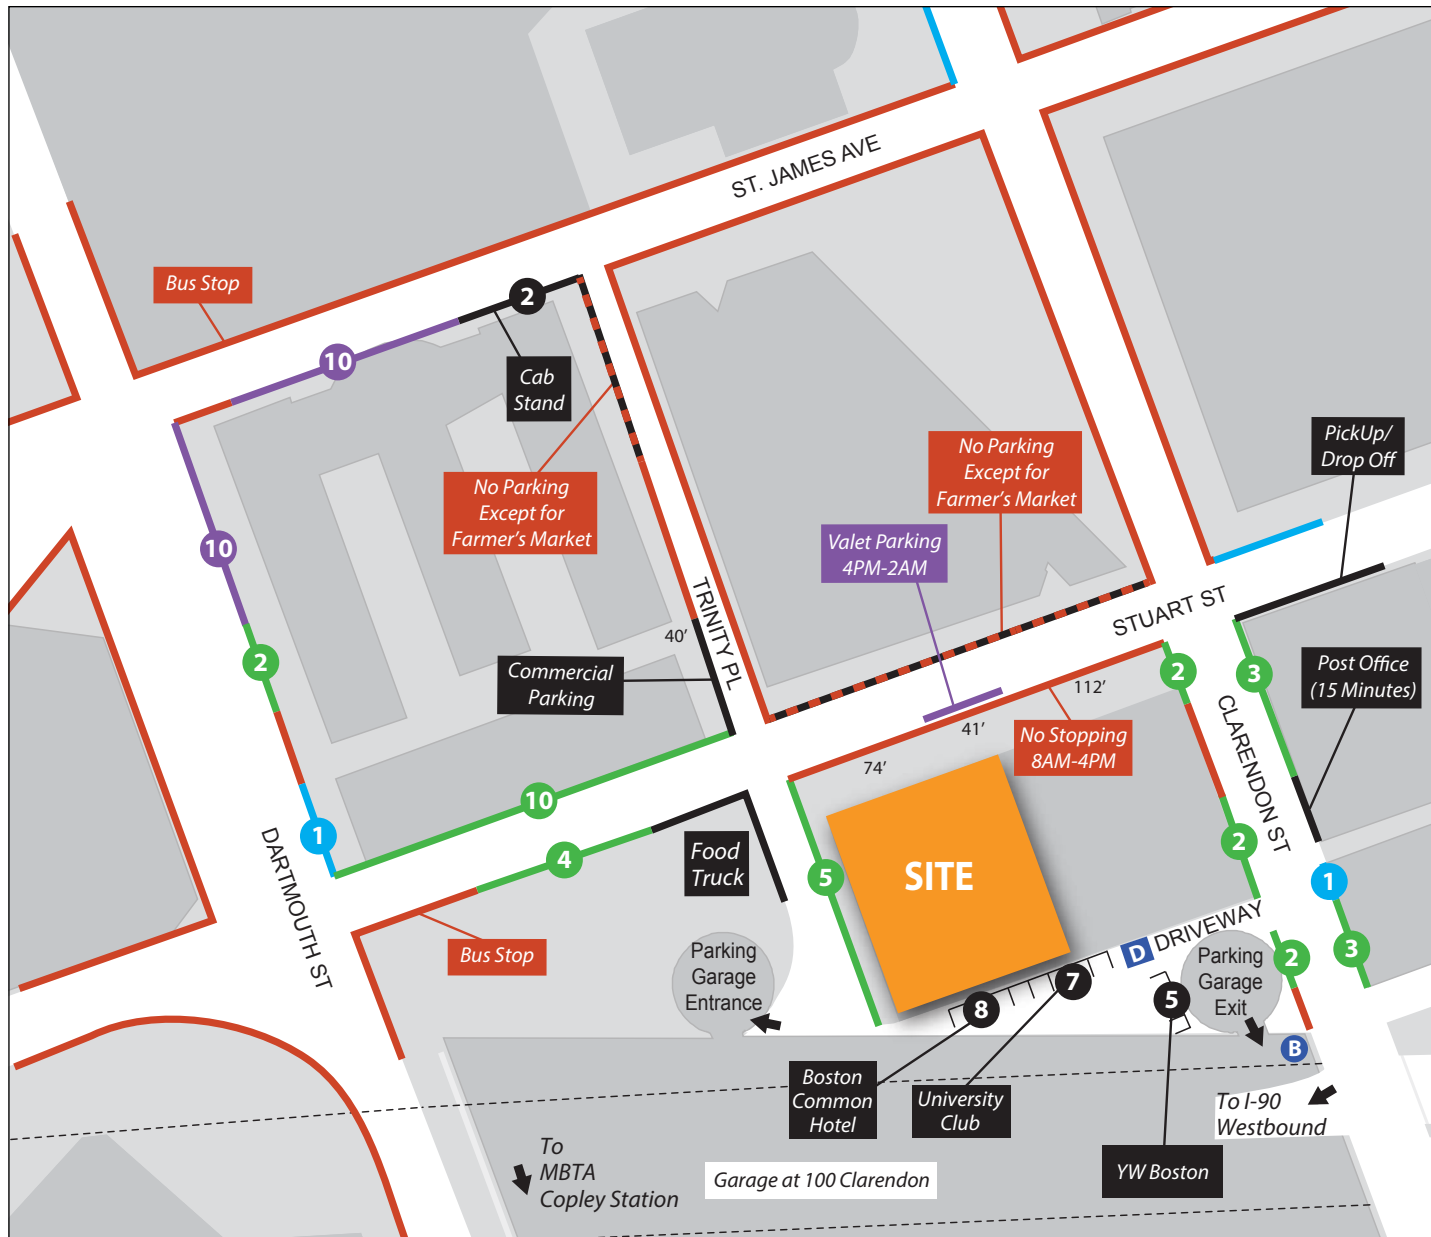 ST. JAMES AVE
Bus Stop
2
10
Cab
Stand
PickUp/
Drop Off
No Parking
Except for
Farmer's Market
No Parking
Except for
Farmer's Market
10
Valet Parking
4PM-2AM
TRINITY PL
STUART ST
40'
2
Commercial
Parking
2
3
Post Office
(15 Minutes)
112'
41'
No Stopping
8AM-4PM
74'
CLARENDON ST
10
1
DARTMOUTH ST
4
Food
Truck
5
SITE
2
1
DRIVEWAY
D
Bus Stop
Parking
Garage
Entrance
Parking
Garage
Exit
2
3
7
8
5
B
Boston
Common
Hotel
University
Club
To I-90
Westbound
To
MBTA
Copley Station
Garage at 100 Clarendon
YW Boston